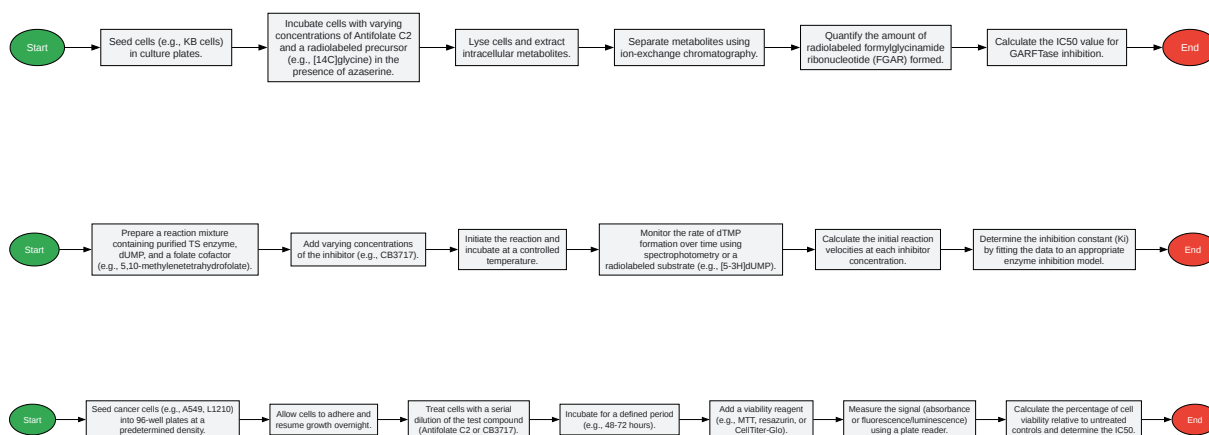 Start
Seed cells (e.g., KB cells)
in culture plates.
Incubate cells with varying
concentrations of Antifolate C2
and a radiolabeled precursor
(e.g., [14C]glycine) in the
presence of azaserine.
Lyse cells and extract
intracellular metabolites.
Separate metabolites using
ion-exchange chromatography.
Quantify the amount of
radiolabeled formylglycinamide
ribonucleotide (FGAR) formed.
Calculate the IC50 value for
GARFTase inhibition.
End
Start
Prepare a reaction mixture
containing purified TS enzyme,
dUMP, and a folate cofactor
(e.g., 5,10-methylenetetrahydrofolate).
Add varying concentrations
of the inhibitor (e.g., CB3717).
Initiate the reaction and
incubate at a controlled
temperature.
Monitor the rate of dTMP
formation over time using
spectrophotometry or a
radiolabeled substrate (e.g., [5-3H]dUMP).
Calculate the initial reaction
velocities at each inhibitor
concentration.
Determine the inhibition constant (Ki)
by fitting the data to an appropriate
enzyme inhibition model.
End
Start
Seed cancer cells (e.g., A549, L1210)
into 96-well plates at a
predetermined density.
Allow cells to adhere and
resume growth overnight.
Treat cells with a serial
dilution of the test compound
(Antifolate C2 or CB3717).
Incubate for a defined period
(e.g., 48-72 hours).
Add a viability reagent
(e.g., MTT, resazurin, or
CellTiter-Glo).
Measure the signal (absorbance
or fluorescence/luminescence)
using a plate reader.
Calculate the percentage of cell
viability relative to untreated
controls and determine the IC50.
End